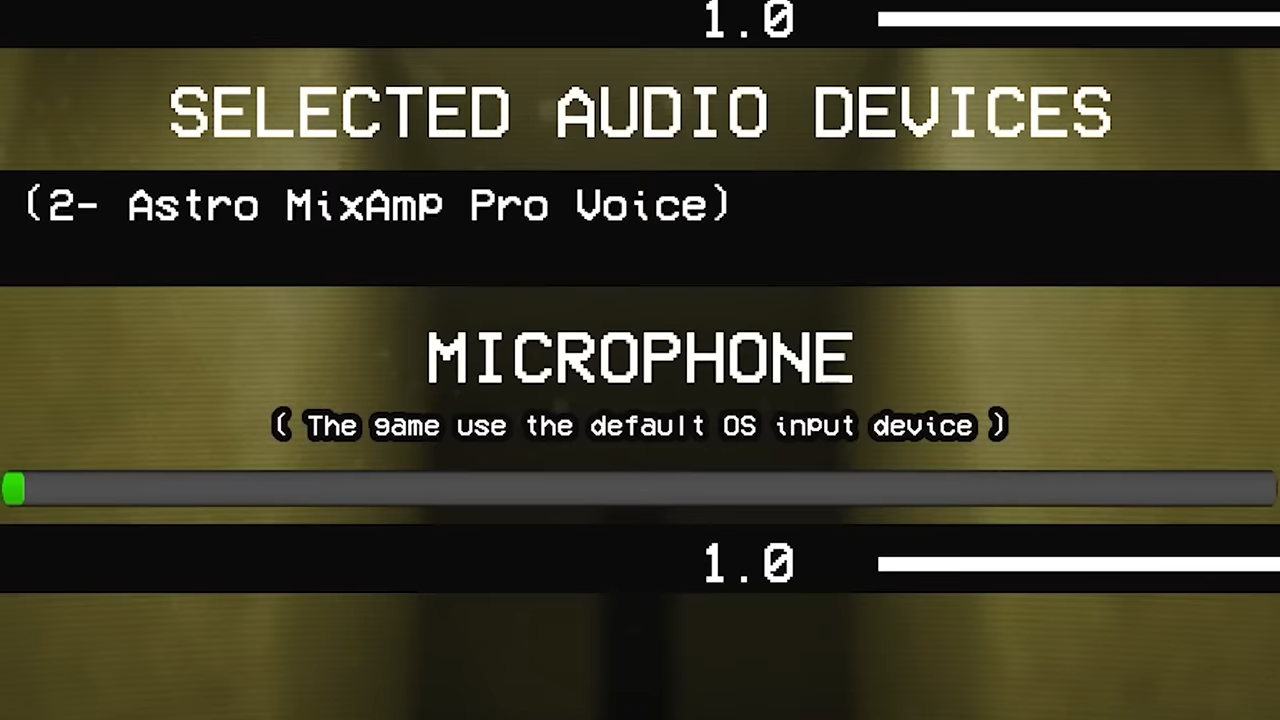 1.0
SELECTED AUDIO DEVICES
(2- Astro MixAmp Pro Voice)
MICROPHONE
( The game use the default OS input device )
1.0